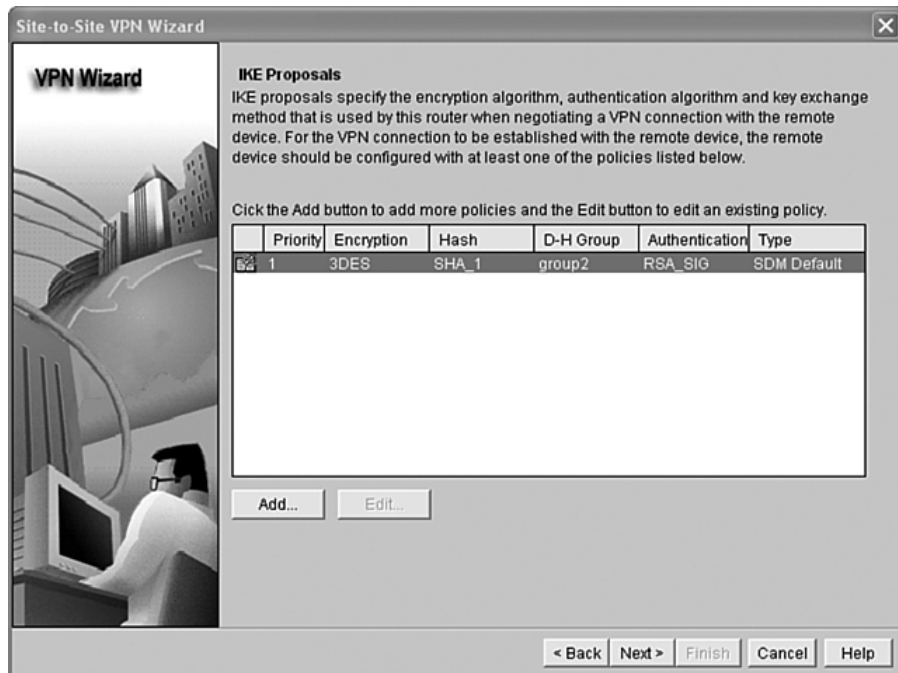 Site-to-Site VPN Wizard
VPN Wizard
IKE Proposals
IKE proposals specify the encryption algorithm, authentication algorithm and key exchange
method that is used by this router when negotiating a VPN connection with the remote
device. For the VPN connection to be established with the remote device, the remote
device should be configured with at least one of the policies listed below.
Cick the Add button to add more policies and the Edit button to edit an existing policy.
Priority Encryption Hash D-H Group Authentication Type
1 3DES SHA_1 group2 RSA_SIG SDM Default
Add... Edit...
< Back Next > Finish Cancel Help